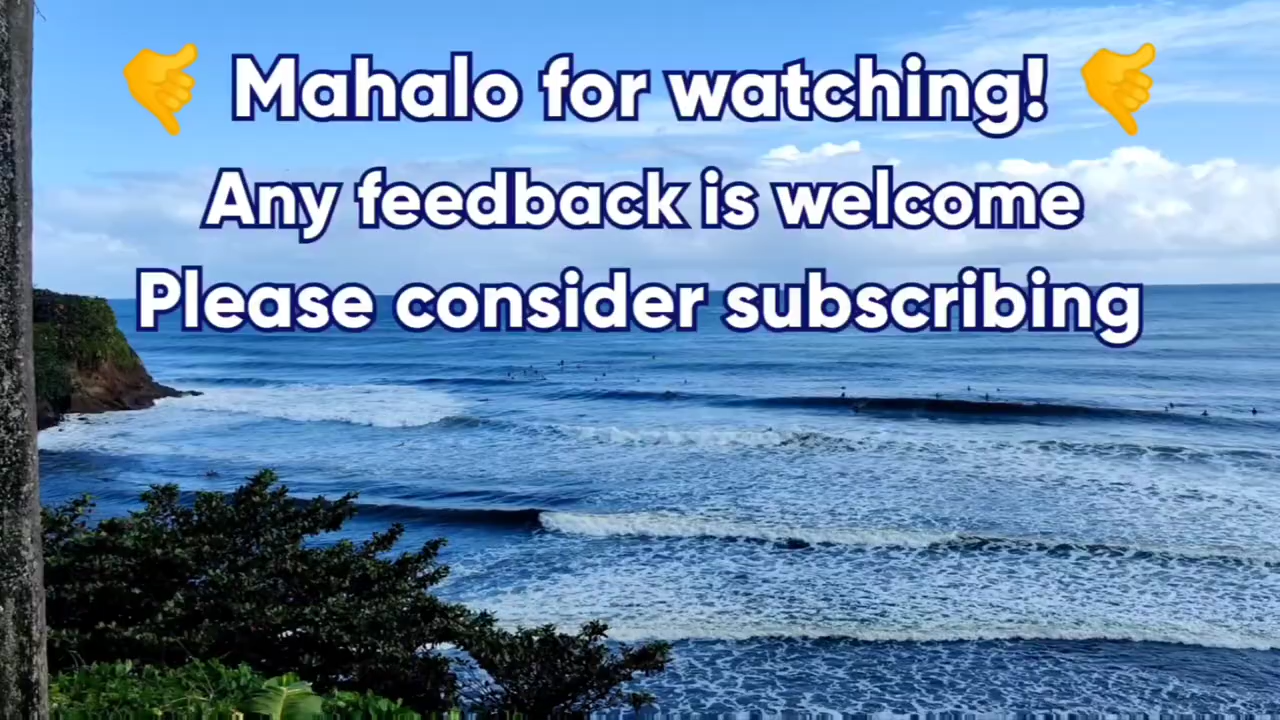 🤙 Mahalo for watching! 🤙
Any feedback is welcome
Please consider subscribing